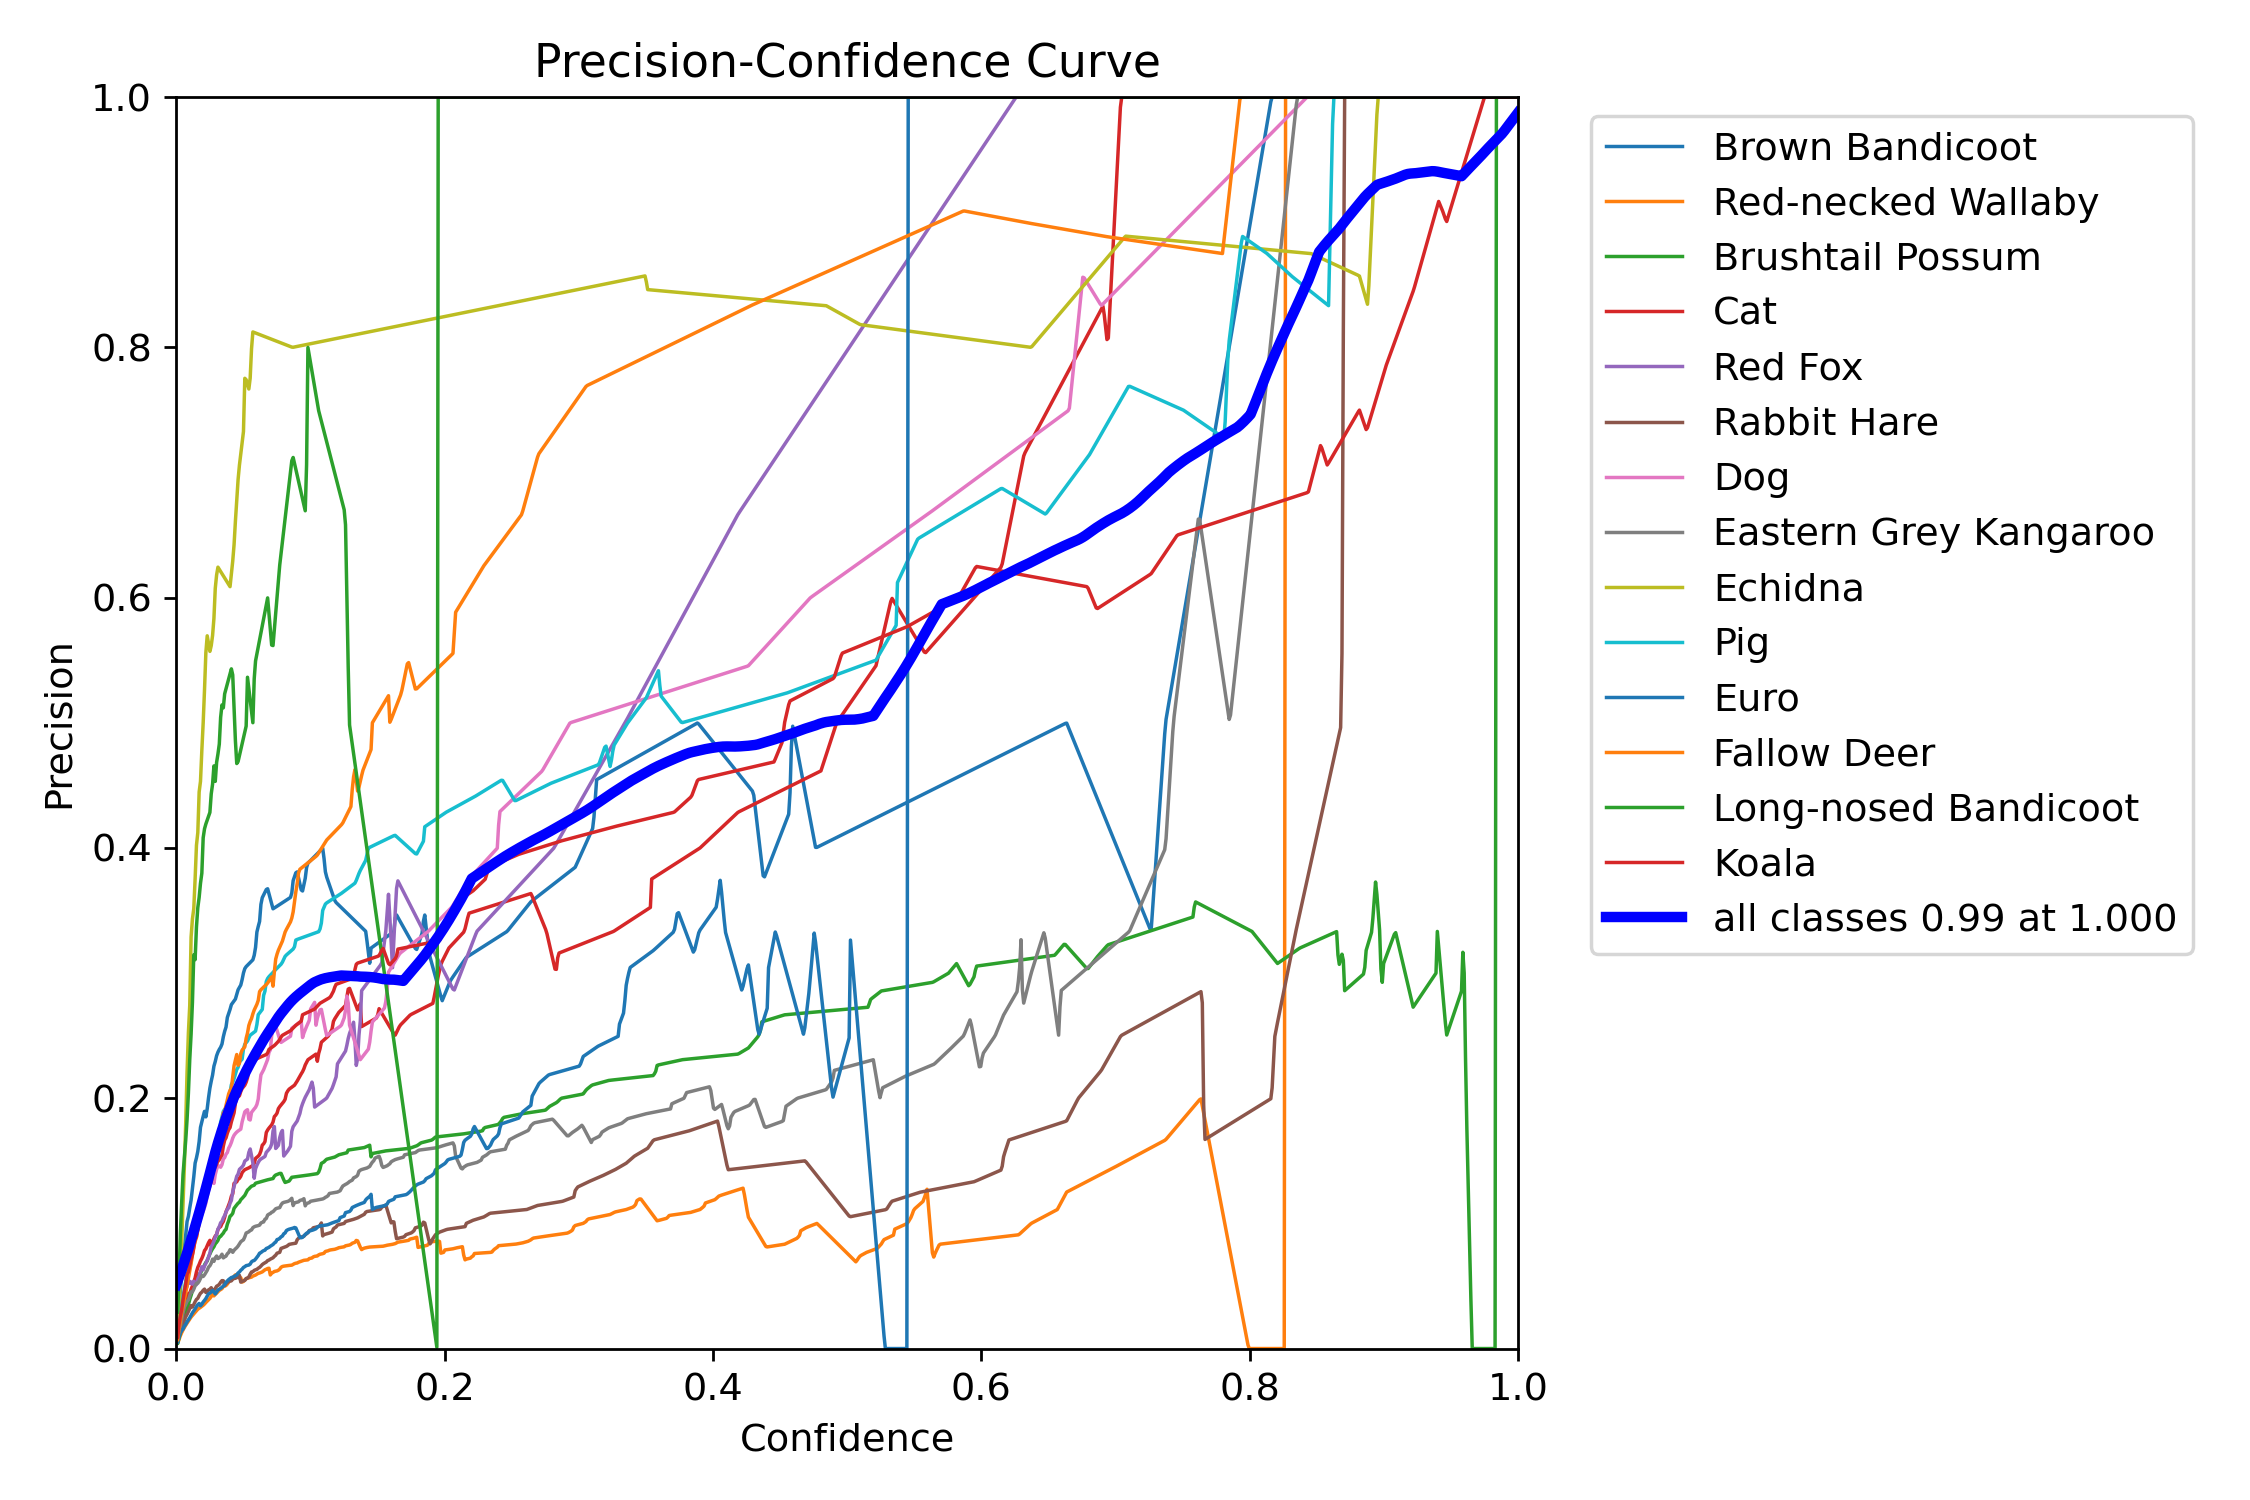 Precision-Confidence Curve
1.0
0.8
0.6
0.4
0.2
0.0
Precision
0.0 0.2 0.4 0.6 0.8 1.0
Confidence
Brown Bandicoot
Red-necked Wallaby
Brushtail Possum
Cat
Red Fox
Rabbit Hare
Dog
Eastern Grey Kangaroo
Echidna
Pig
Euro
Fallow Deer
Long-nosed Bandicoot
Koala
all classes 0.99 at 1.000